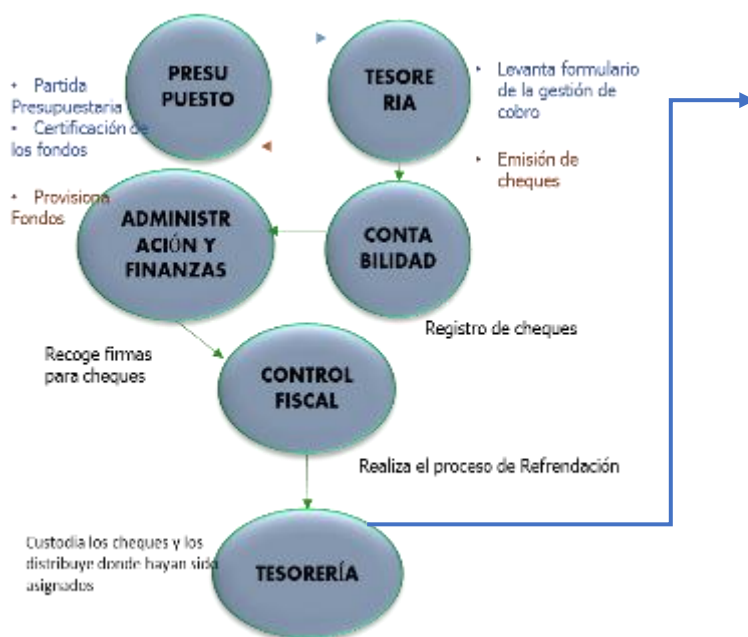 PRESU
PUESTO
TESORE
RIA
• Partida
Presupuestaria
• Certificación de
los fondos
• Provisiona
Fondos
• Levanta formulario
de la gestión de
cobro
• Emisión de
cheques
ADMINISTR
ACIÓN Y
FINANZAS
CONTA
BILIDAD
Registro de cheques
Recoge firmas
para cheques
CONTROL
FISCAL
Realiza el proceso de Refrendación
Custodia los cheques y los
distribuye donde hayan sido
asignados
TESORERÍA